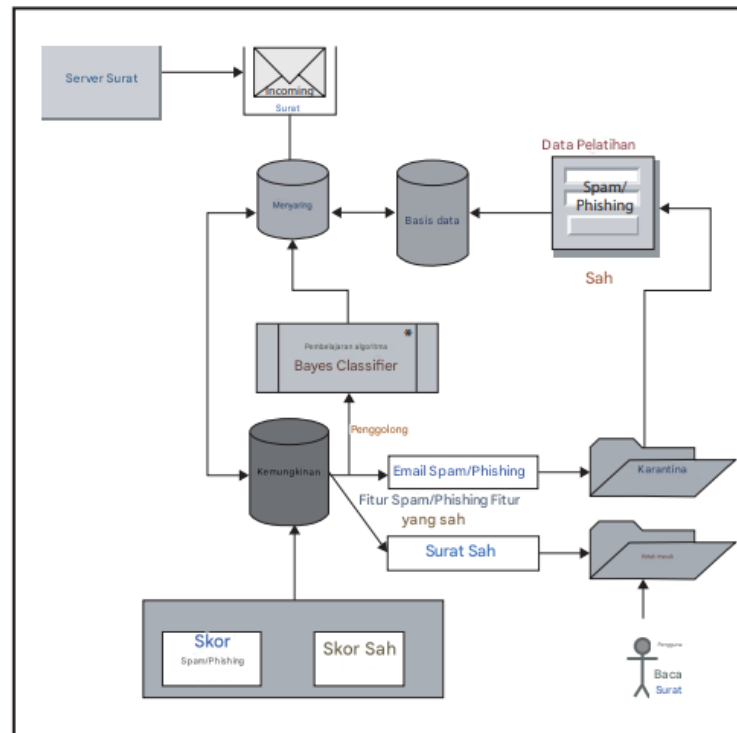 Server Surat
Incoming
Surat
Data Pelatihan
Spam/
Phishing
Menyaring
Basis data
Sah
Pembelajaran algoritma
Bayes Classifier
Penggolong
Kemungkinan
Email Spam/Phishing
Karantina
Fitur Spam/Phishing Fitur
yang sah
Surat Sah
Kotak masuk
Skor
Spam/Phishing
Skor Sah
Pengguna
Baca
Surat